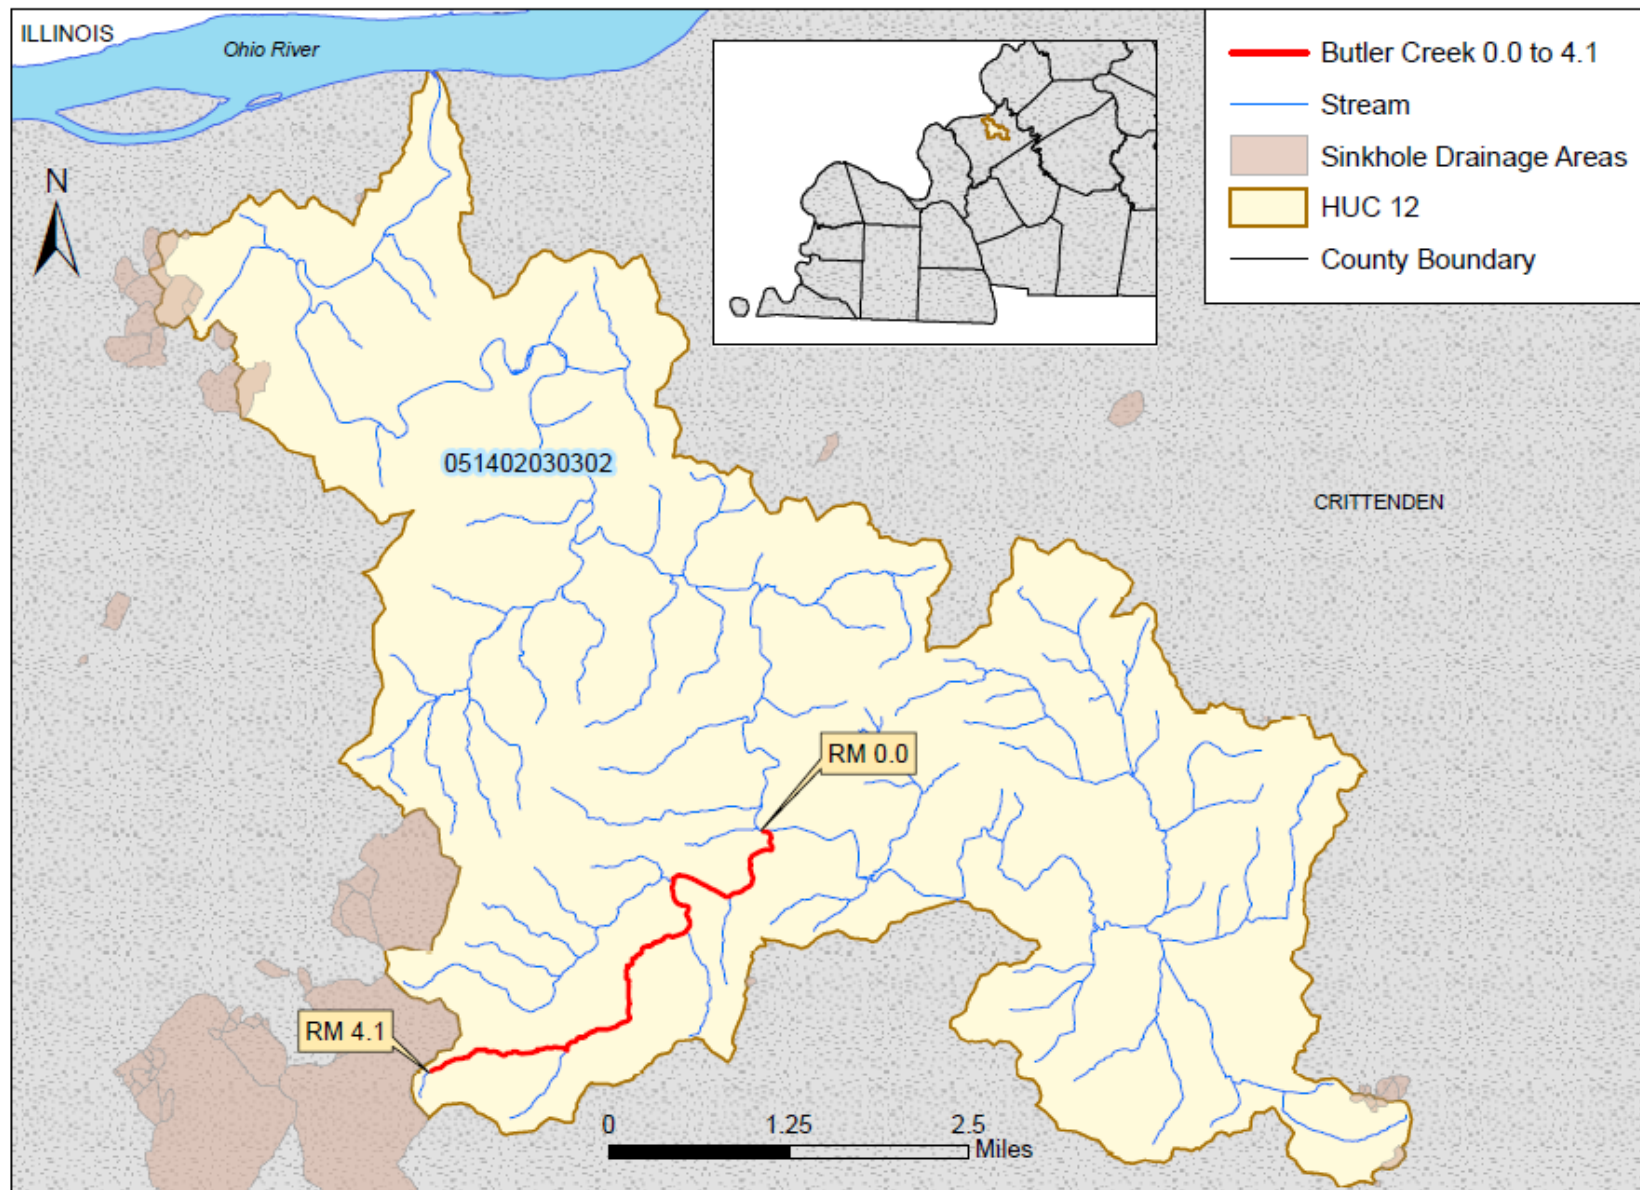 ILLINOIS
Ohio River
Butler Creek 0.0 to 4.1
Stream
Sinkhole Drainage Areas
HUC 12
County Boundary
N
051402030302
CRITTENDEN
RM 0.0
RM 4.1
0 1.25 2.5
Miles